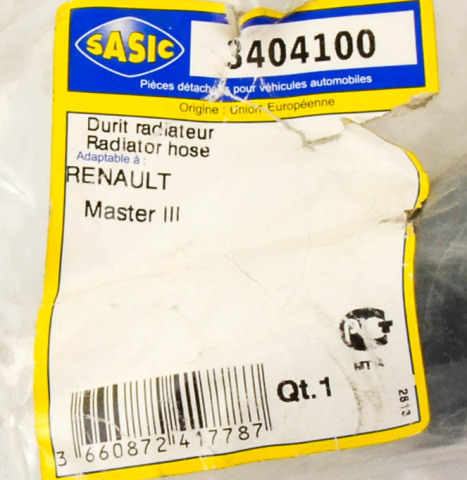 SASIC
3404100
Pièces détachées pour véhicules automobiles
Origine : Union Européenne
Durit radiateur
Radiator hose
Adaptable à :
RENAULT
Master III
Qt.1
2813
3 660872 417787